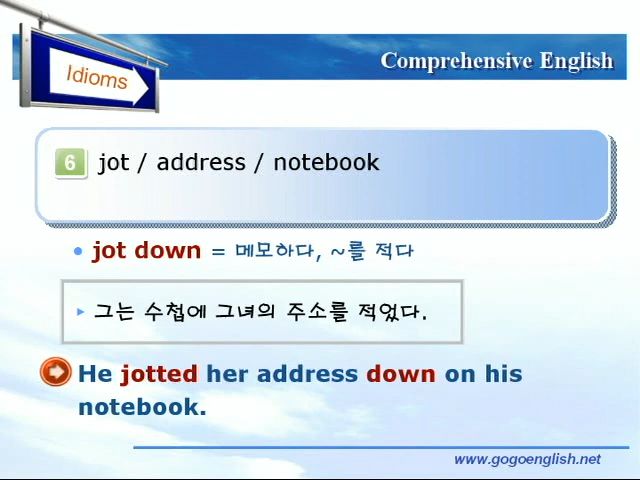 Idioms
Comprehensive English
6 jot / address / notebook
• jot down = 메모하다, ~를 적다
▸ 그는 수첩에 그녀의 주소를 적었다.
He jotted her address down on his
notebook.
www.gogoenglish.net